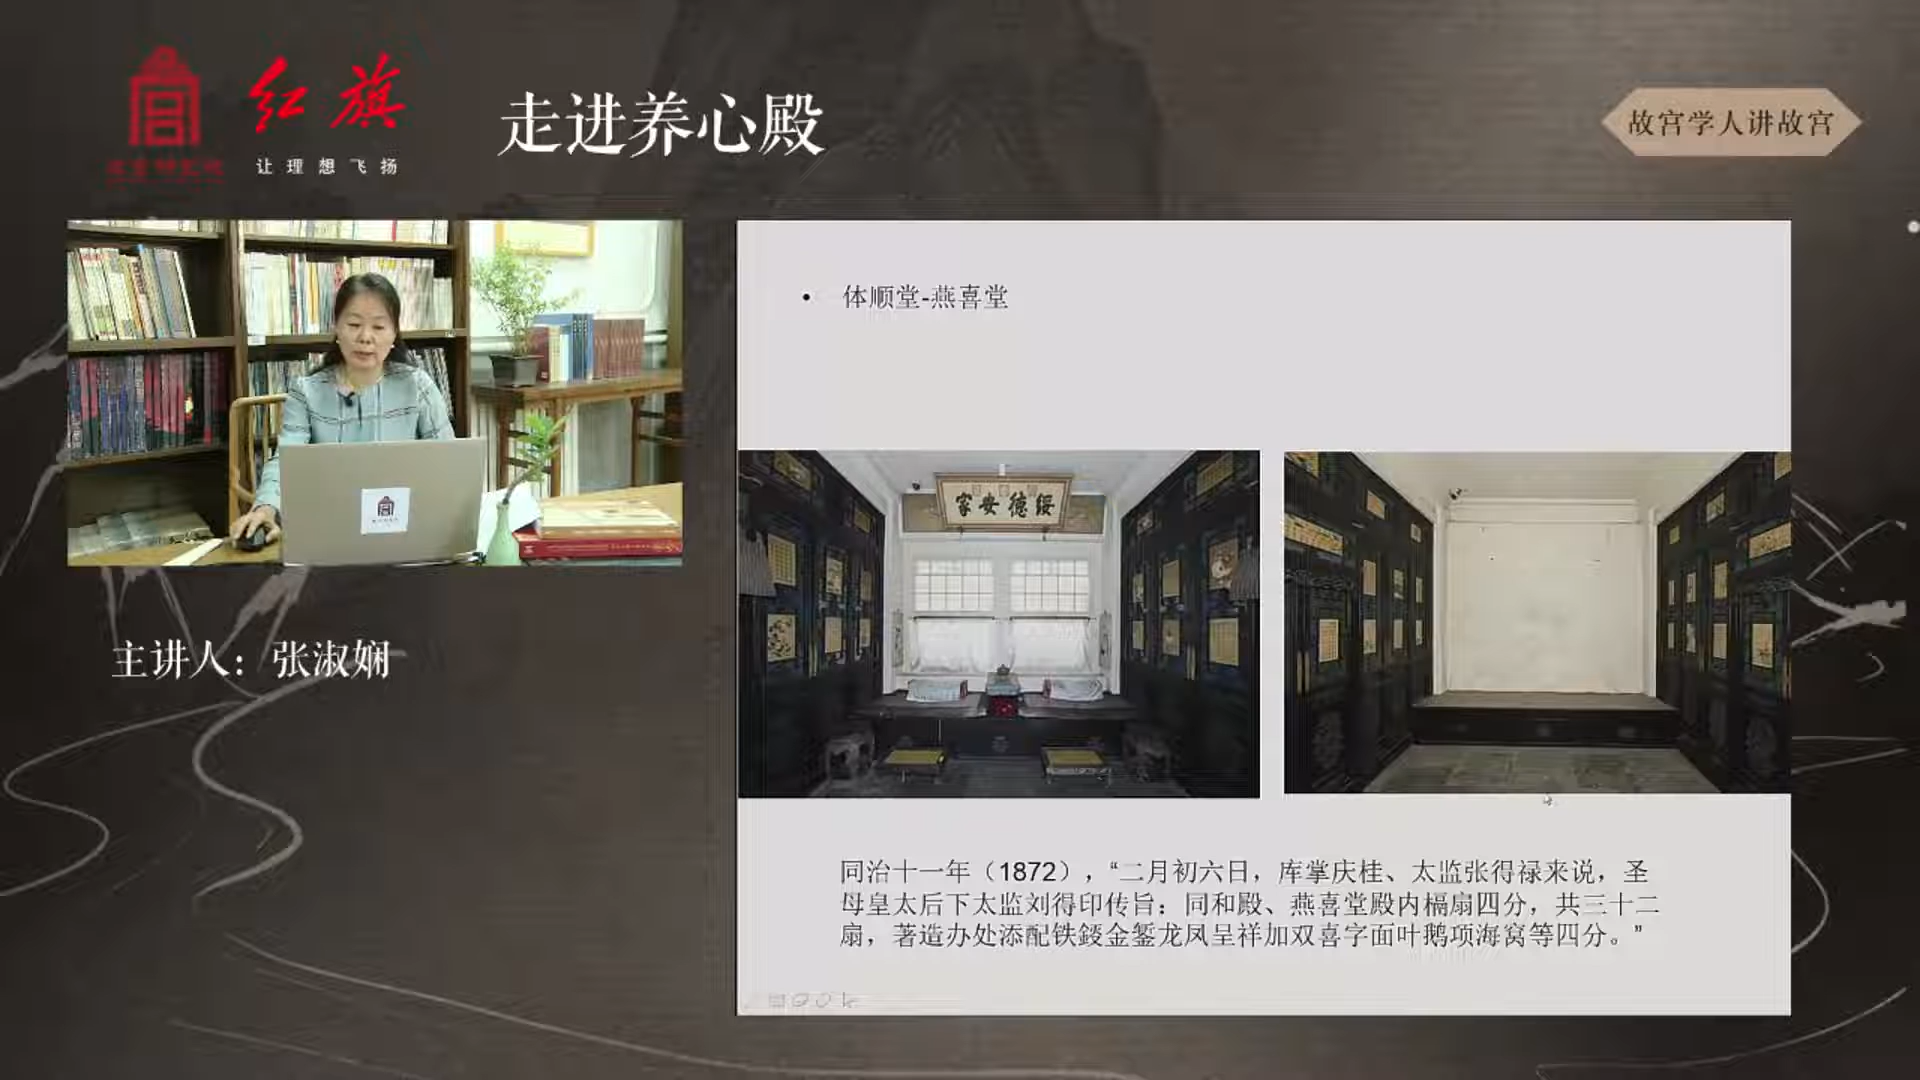 红旗
让理想飞扬
走进养心殿
故宫学人讲故宫
主讲人：张淑娴
• 体顺堂-燕喜堂
家安德绥
同治十一年（1872），“二月初六日，库掌庆桂、太监张得禄来说，圣
母皇太后下太监刘得印传旨：同和殿、燕喜堂殿内槅扇四分，共三十二
扇，著造办处添配铁鋄金錾龙凤呈祥加双喜字面叶鹅项海窝等四分。”